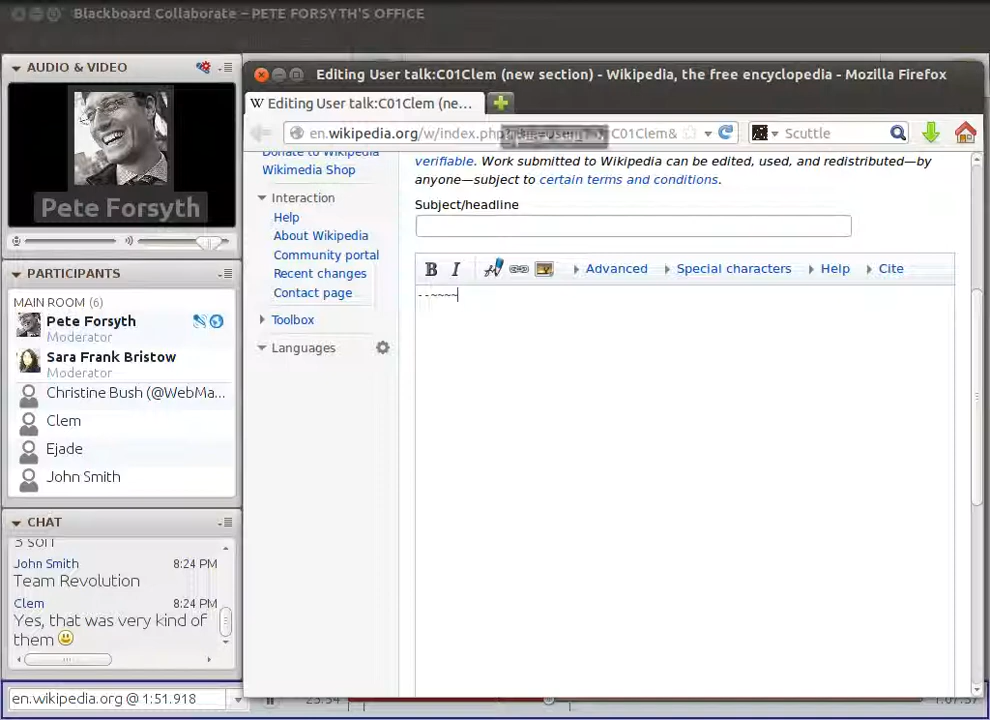 Blackboard Collaborate – PETE FORSYTH'S OFFICE
AUDIO & VIDEO
Pete Forsyth
PARTICIPANTS
MAIN ROOM (6)
Pete Forsyth
Moderator
Sara Frank Bristow
Moderator
Christine Bush (@WebMa...
Clem
Ejade
John Smith
CHAT
John Smith 8:24 PM
Team Revolution
Clem 8:24 PM
Yes, that was very kind of
them
en.wikipedia.org @ 1:51.918
Editing User talk:C01Clem (new section) - Wikipedia, the free encyclopedia - Mozilla Firefox
W Editing User talk:C01Clem (ne...
en.wikipedia.org/w/index.php C01Clem&
Scuttle
Donate to Wikipedia
Wikimedia Shop
Interaction
Help
About Wikipedia
Community portal
Recent changes
Contact page
Toolbox
Languages
verifiable. Work submitted to Wikipedia can be edited, used, and redistributed—by
anyone—subject to certain terms and conditions.
Subject/headline
B I Advanced Special characters Help Cite
--~~~~